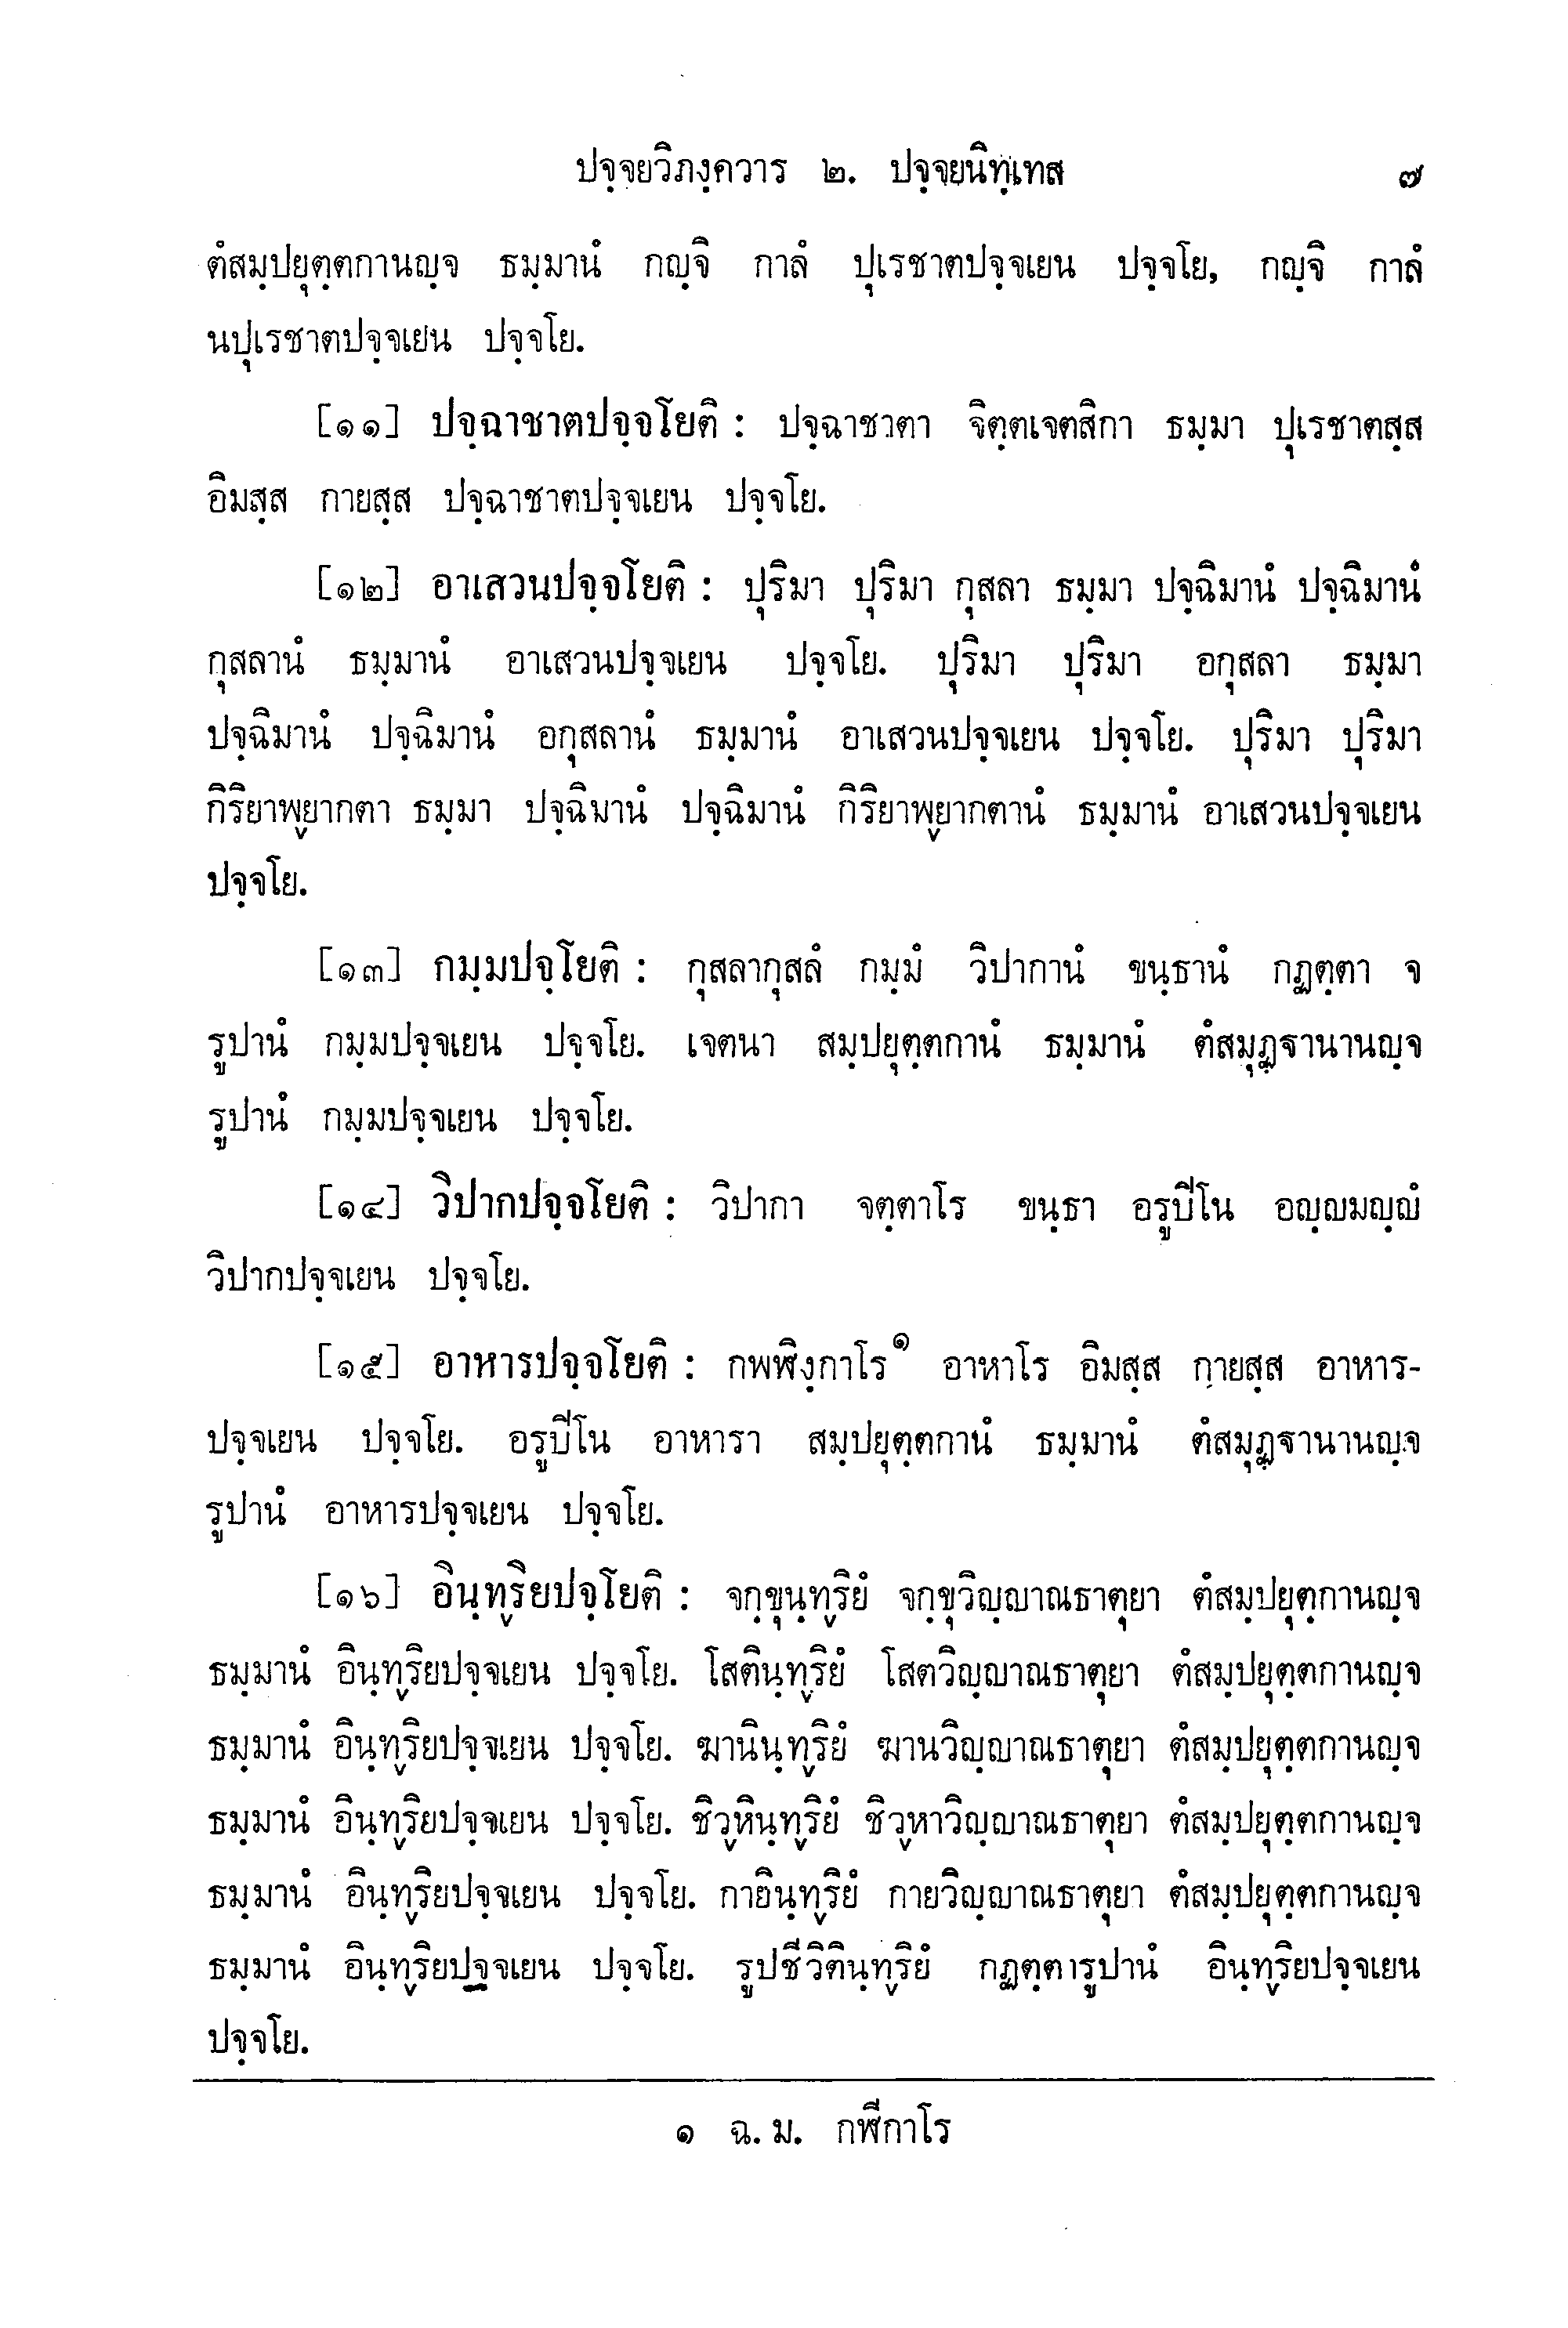 ปจฺจยวิภงฺควาร ๒. ปจฺจยนิทฺเทส ๗
ตํสมฺปยุตฺตกานญฺจ ธมฺมานํ กญฺจิ กาลํ ปุเรชาตปจฺจเยน ปจฺจโย, กญฺจิ กาลํ
นปุเรชาตปจฺจเยน ปจฺจโย.
[๑๑] ปจฺฉาชาตปจฺจโยติ : ปจฺฉาชาตา จิตฺตเจตสิกา ธมฺมา ปุเรชาตสฺส
อิมสฺส กายสฺส ปจฺฉาชาตปจฺจเยน ปจฺจโย.
[๑๒] อาเสวนปจฺจโยติ : ปุริมา ปุริมา กุสลา ธมฺมา ปจฺฉิมานํ ปจฺฉิมานํ
กุสลานํ ธมฺมานํ อาเสวนปจฺจเยน ปจฺจโย. ปุริมา ปุริมา อกุสลา ธมฺมา
ปจฺฉิมานํ ปจฺฉิมานํ อกุสลานํ ธมฺมานํ อาเสวนปจฺจเยน ปจฺจโย. ปุริมา ปุริมา
กิริยาพฺยากตา ธมฺมา ปจฺฉิมานํ ปจฺฉิมานํ กิริยาพฺยากตานํ ธมฺมานํ อาเสวนปจฺจเยน
ปจฺจโย.
[๑๓] กมฺมปจฺโยติ : กุสลากุสลํ กมฺมํ วิปากานํ ขนฺธานํ กฏตฺตา จ
รูปานํ กมฺมปจฺจเยน ปจฺจโย. เจตนา สมฺปยุตฺตกานํ ธมฺมานํ ตํสมุฏฺฐานานญฺจ
รูปานํ กมฺมปจฺจเยน ปจฺจโย.
[๑๔] วิปากปจฺจโยติ : วิปากา จตฺตาโร ขนฺธา อรูปิโน อญฺญมญฺญํ
วิปากปจฺจเยน ปจฺจโย.
[๑๕] อาหารปจฺจโยติ : กพฬิงฺกาโร๑ อาหาโร อิมสฺส กายสฺส อาหาร-
ปจฺจเยน ปจฺจโย. อรูปิโน อาหารา สมฺปยุตฺตกานํ ธมฺมานํ ตํสมุฏฺฐานานญฺจ
รูปานํ อาหารปจฺจเยน ปจฺจโย.
[๑๖] อินฺทฺริยปจฺโยติ : จกฺขุนฺทฺริยํ จกฺขุวิญฺญาณธาตุยา ตํสมฺปยุตฺกานญฺจ
ธมฺมานํ อินฺทฺริยปจฺจเยน ปจฺจโย. โสตินฺทฺริยํ โสตวิญฺญาณธาตุยา ตํสมฺปยุตฺตกานญฺจ
ธมฺมานํ อินฺทฺริยปจฺจเยน ปจฺจโย. ฆานินฺทฺริยํ ฆานวิญฺญาณธาตุยา ตํสมฺปยุตฺตกานญฺจ
ธมฺมานํ อินฺทฺริยปจฺจเยน ปจฺจโย. ชิวฺหินฺทฺริยํ ชิวฺหาวิญฺญาณธาตุยา ตํสมฺปยุตฺตกานญฺจ
ธมฺมานํ อินฺทฺริยปจฺจเยน ปจฺจโย. กายินฺทฺริยํ กายวิญฺญาณธาตุยา ตํสมฺปยุตฺตกานญฺจ
ธมฺมานํ อินฺทฺริยปจฺจเยน ปจฺจโย. รูปชีวิตินฺทฺริยํ กฏตฺตารูปานํ อินฺทฺริยปจฺจเยน
ปจฺจโย.
๑ ฉ. ม. กพฬีกาโร